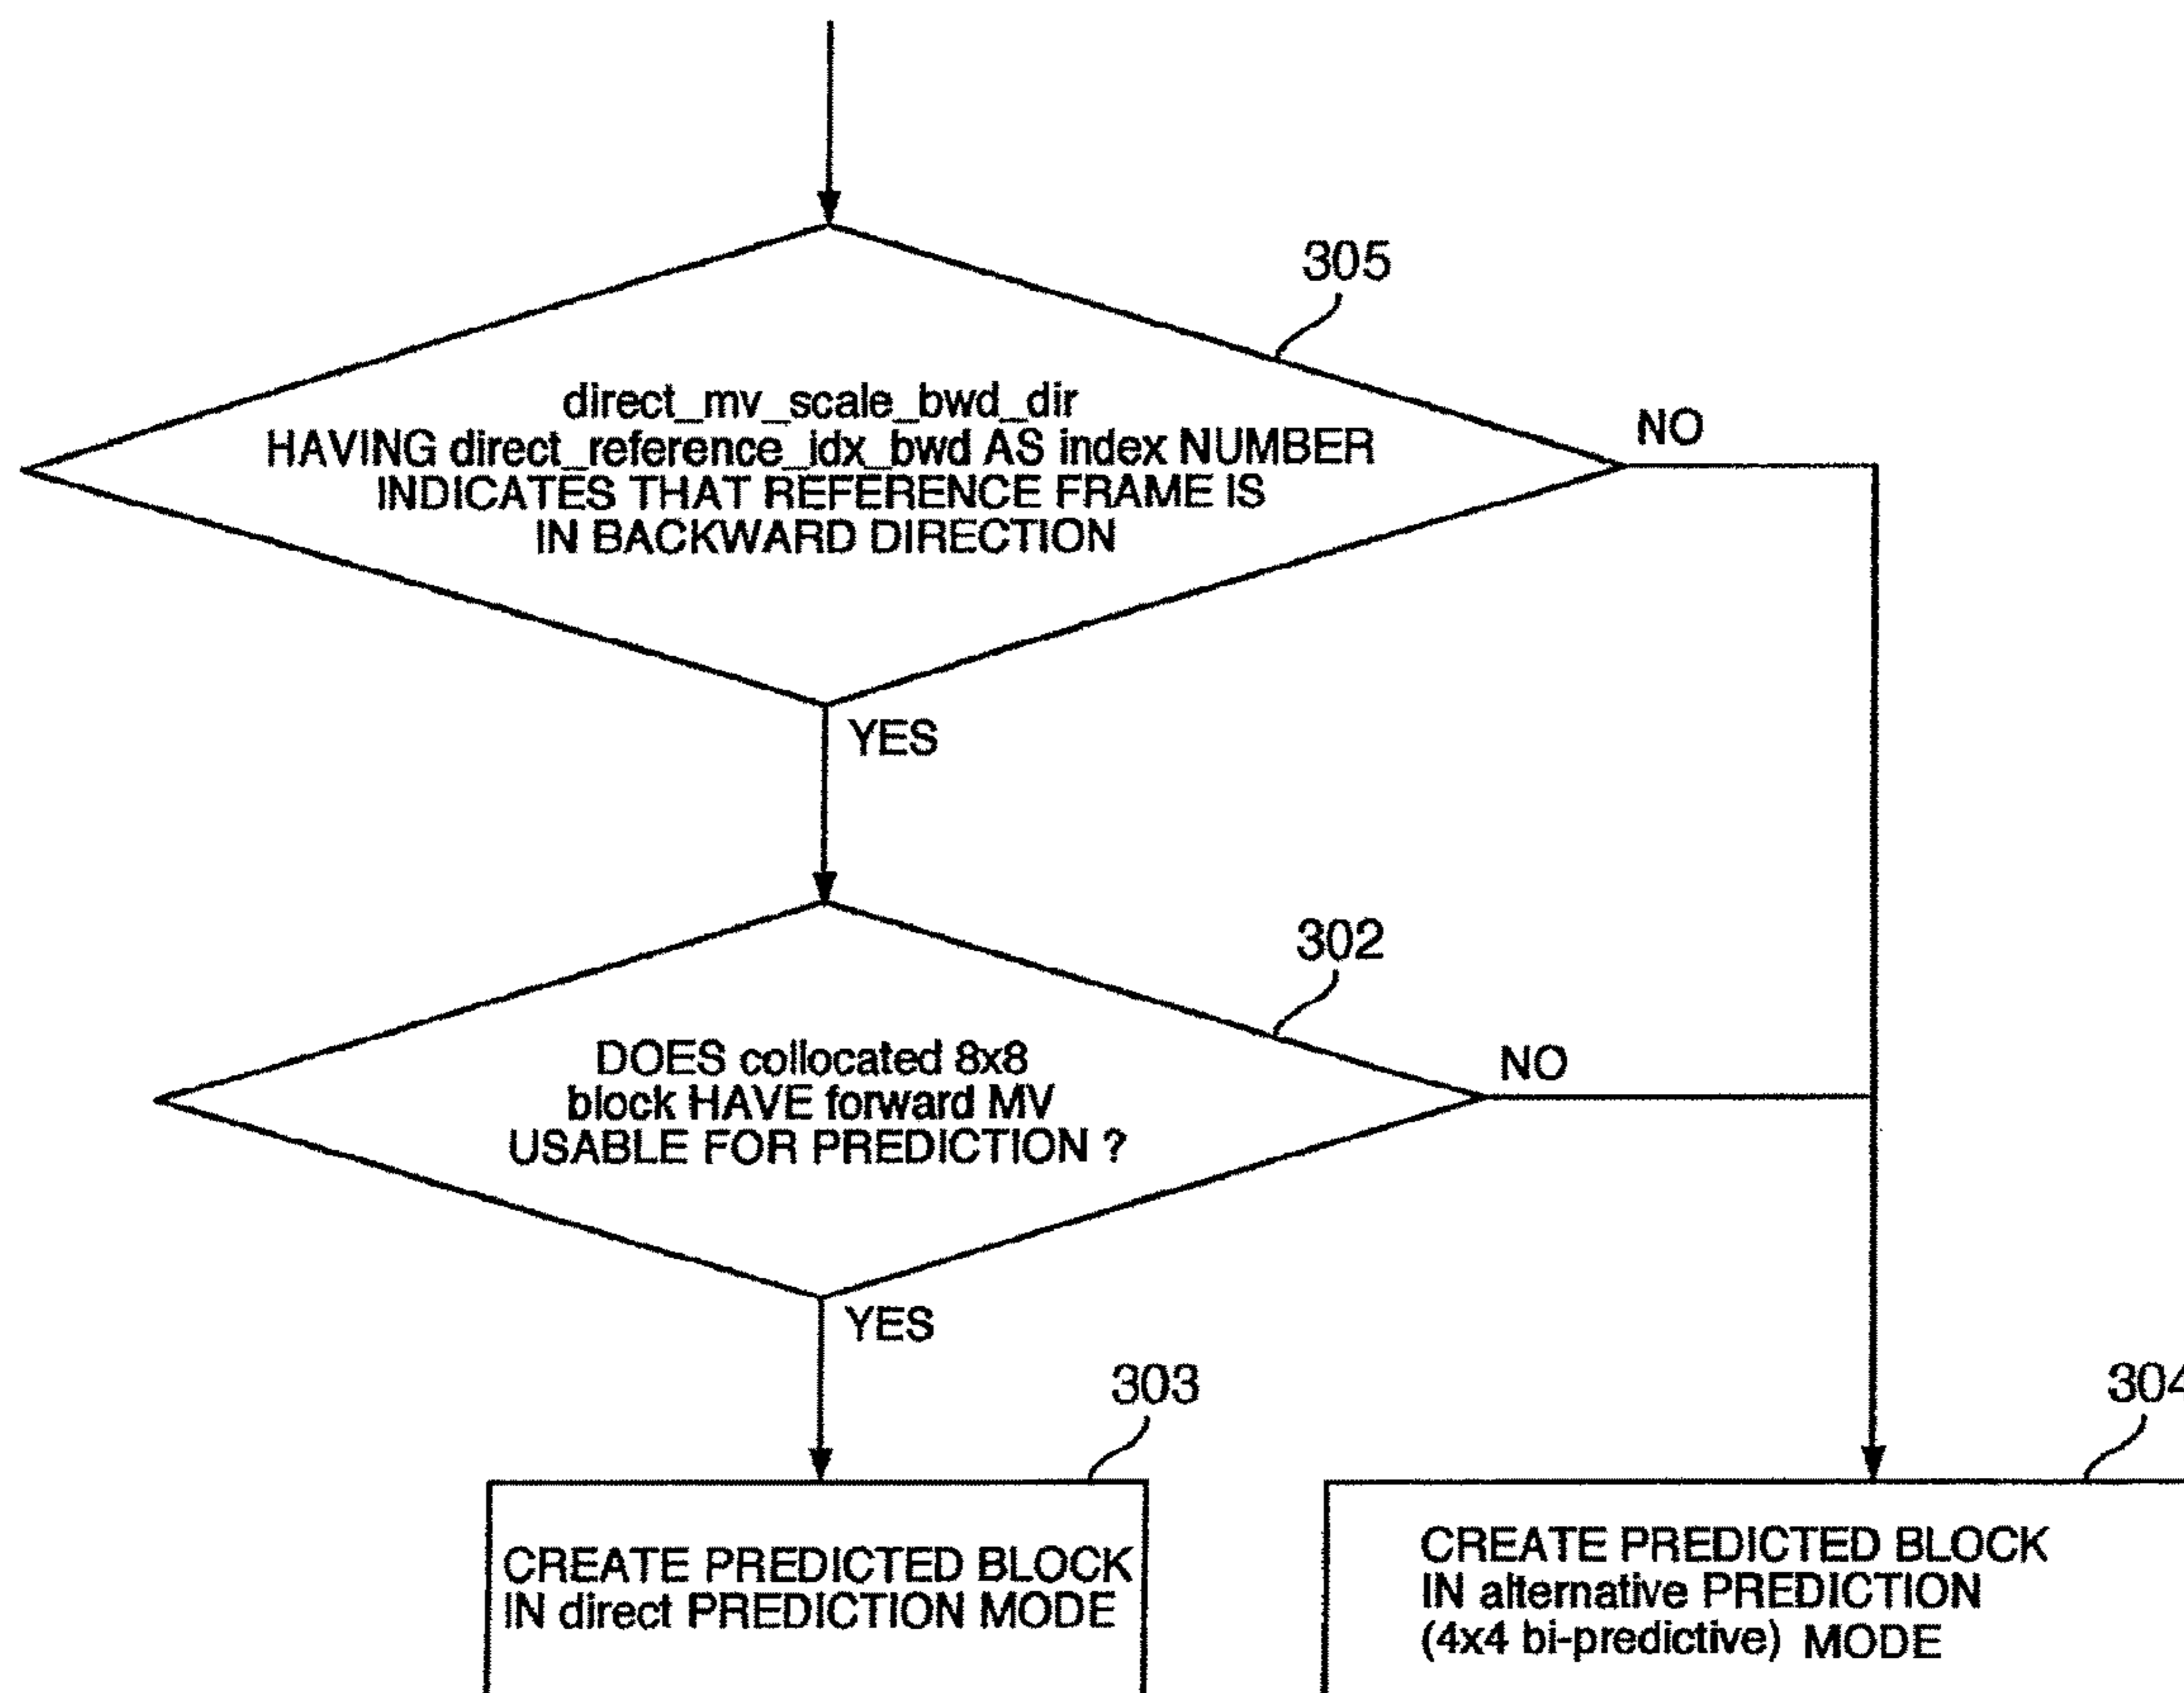 305
direct_mv_scale_bwd_dir
HAVING direct_reference_idx_bwd AS index NUMBER
INDICATES THAT REFERENCE FRAME IS
IN BACKWARD DIRECTION
NO
YES
302
DOES collocated 8x8
block HAVE forward MV
USABLE FOR PREDICTION ?
NO
YES
303
304
CREATE PREDICTED BLOCK
IN direct PREDICTION MODE
CREATE PREDICTED BLOCK
IN alternative PREDICTION
(4x4 bi-predictive) MODE